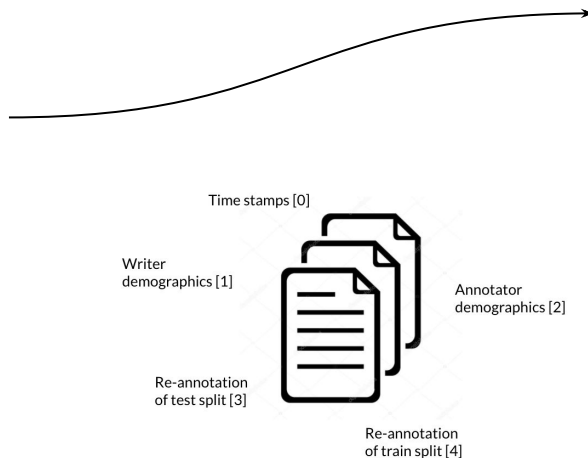 Time stamps [0]
Writer
demographics [1]
Annotator
demographics [2]
Re-annotation
of test split [3]
Re-annotation
of train split [4]